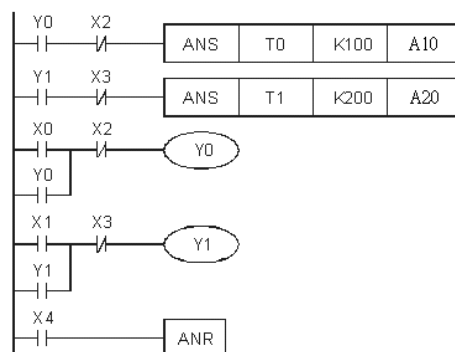 Y0 X2
ANS T0 K100 A10
Y1 X3
ANS T1 K200 A20
X0 X2
Y0
Y0
X1 X3
Y1
Y1
X4
ANR